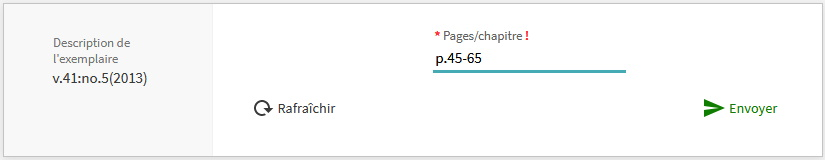 Description de
l'exemplaire
v.41:no.5(2013)
* Pages/chapitre !
p.45-65
Rafraîchir
Envoyer